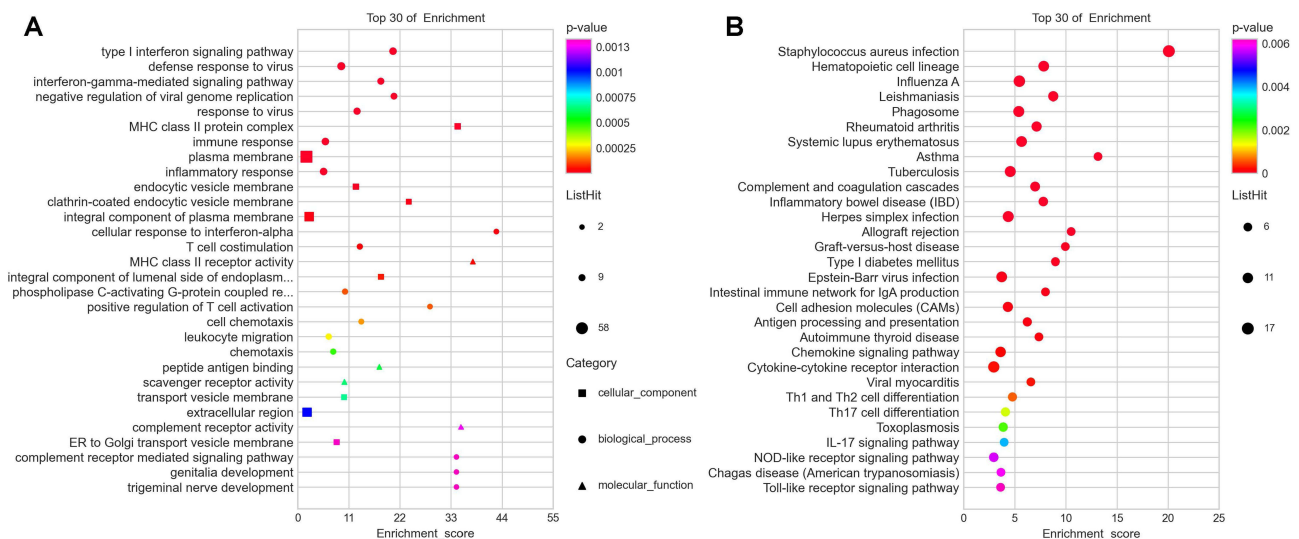 A
Top 30 of Enrichment
type I interferon signaling pathway
defense response to virus
interferon-gamma-mediated signaling pathway
negative regulation of viral genome replication
response to virus
MHC class II protein complex
immune response
plasma membrane
inflammatory response
endocytic vesicle membrane
clathrin-coated endocytic vesicle membrane
integral component of plasma membrane
cellular response to interferon-alpha
T cell costimulation
MHC class II receptor activity
integral component of lumenal side of endoplasm...
phospholipase C-activating G-protein coupled re...
positive regulation of T cell activation
cell chemotaxis
leukocyte migration
chemotaxis
peptide antigen binding
scavenger receptor activity
transport vesicle membrane
extracellular region
complement receptor activity
ER to Golgi transport vesicle membrane
complement receptor mediated signaling pathway
genitalia development
trigeminal nerve development
0 11 22 33 44 55
Enrichment score
p-value
0.0013
0.001
0.00075
0.0005
0.00025
ListHit
2
9
58
Category
cellular_component
biological_process
molecular_function
B
Top 30 of Enrichment
Staphylococcus aureus infection
Hematopoietic cell lineage
Influenza A
Leishmaniasis
Phagosome
Rheumatoid arthritis
Systemic lupus erythematosus
Asthma
Tuberculosis
Complement and coagulation cascades
Inflammatory bowel disease (IBD)
Herpes simplex infection
Allograft rejection
Graft-versus-host disease
Type I diabetes mellitus
Epstein-Barr virus infection
Intestinal immune network for IgA production
Cell adhesion molecules (CAMs)
Antigen processing and presentation
Autoimmune thyroid disease
Chemokine signaling pathway
Cytokine-cytokine receptor interaction
Viral myocarditis
Th1 and Th2 cell differentiation
Th17 cell differentiation
Toxoplasmosis
IL-17 signaling pathway
NOD-like receptor signaling pathway
Chagas disease (American trypanosomiasis)
Toll-like receptor signaling pathway
0 5 10 15 20 25
Enrichment score
p-value
0.006
0.004
0.002
0
ListHit
6
11
17